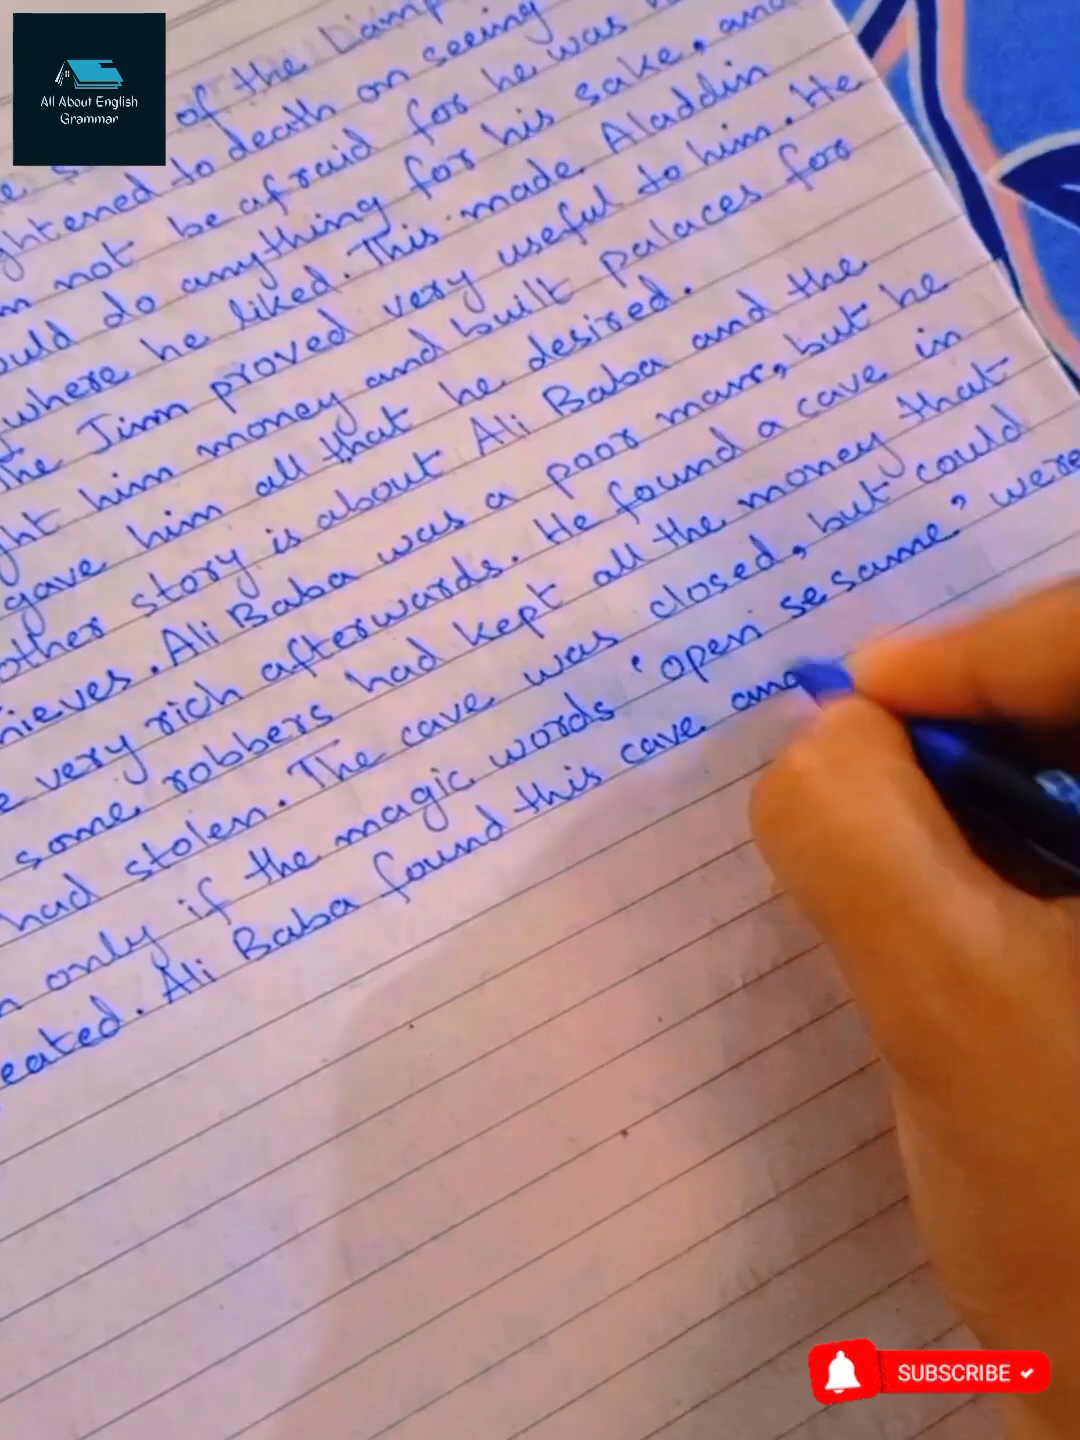 All About English
Grammar
of the Lamp
ghtened to death on seeing
m not be afraid for he was
ould do anything for his sake, and
where he liked. This made Aladdin
he Jinn proved very useful to him. He
ght him money and built palaces for
gave him all that he desired.
other story is about Ali Baba and the
hieves. Ali Baba was a poor man, but he
e very rich afterwards. He found a cave in
some robbers had kept all the money that
had stolen. The cave was closed, but could
n only if the magic words 'open sesame' were
eated. Ali Baba found this cave and
SUBSCRIBE